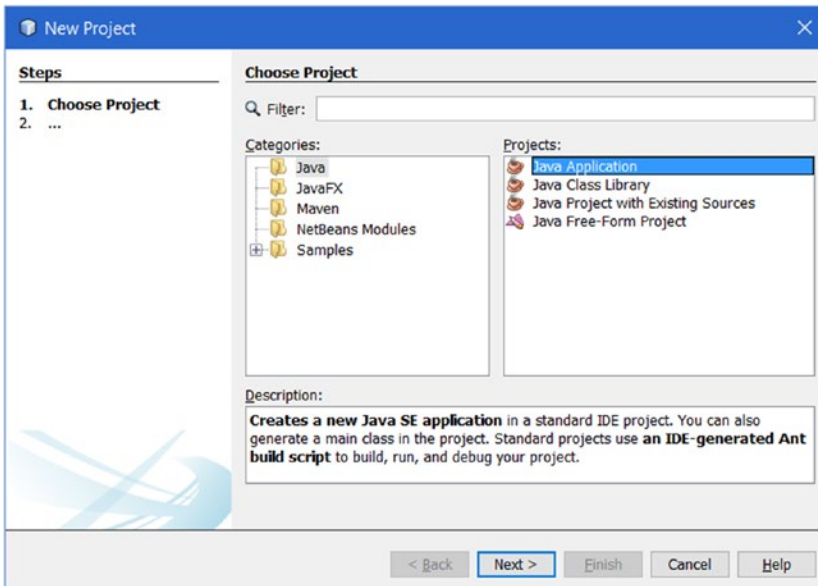 New Project
Steps
1. Choose Project
2. ...
Choose Project
Filter:
Categories:
Java
JavaFX
Maven
NetBeans Modules
Samples
Projects:
Java Application
Java Class Library
Java Project with Existing Sources
Java Free-Form Project
Description:
Creates a new Java SE application in a standard IDE project. You can also
generate a main class in the project. Standard projects use an IDE-generated Ant
build script to build, run, and debug your project.
< Back
Next >
Finish
Cancel
Help